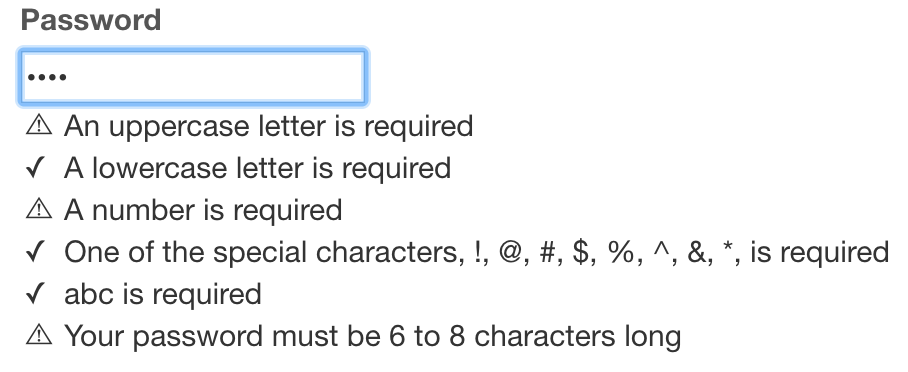 Password
••••
⚠ An uppercase letter is required
✓ A lowercase letter is required
⚠ A number is required
✓ One of the special characters, !, @, #, $, %, ^, &, *, is required
✓ abc is required
⚠ Your password must be 6 to 8 characters long